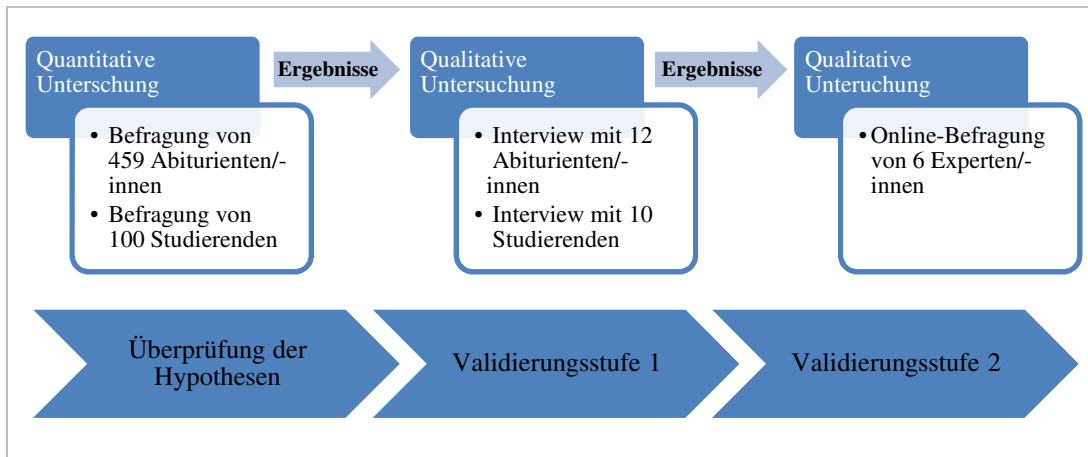 Quantitative
Unterschung
• Befragung von
459 Abiturienten/-
innen
• Befragung von
100 Studierenden
Ergebnisse
Qualitative
Untersuchung
• Interview mit 12
Abiturienten/-
innen
• Interview mit 10
Studierenden
Ergebnisse
Qualitative
Unteruchung
•Online-Befragung
von 6 Experten/-
innen
Überprüfung der
Hypothesen
Validierungsstufe 1
Validierungsstufe 2